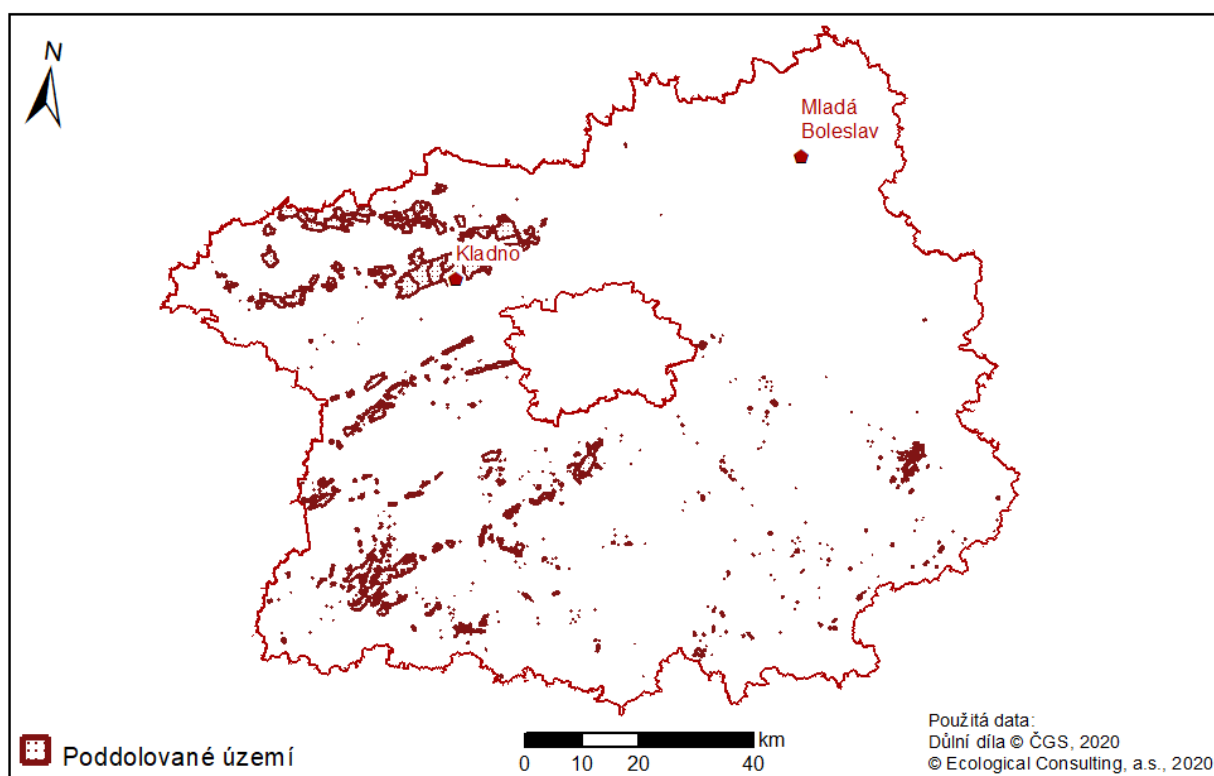 N
Mladá
Boleslav
Kladno
Poddolované území
km
0 10 20 40
Použitá data:
Důlní díla © ČGS, 2020
© Ecological Consulting, a.s., 2020